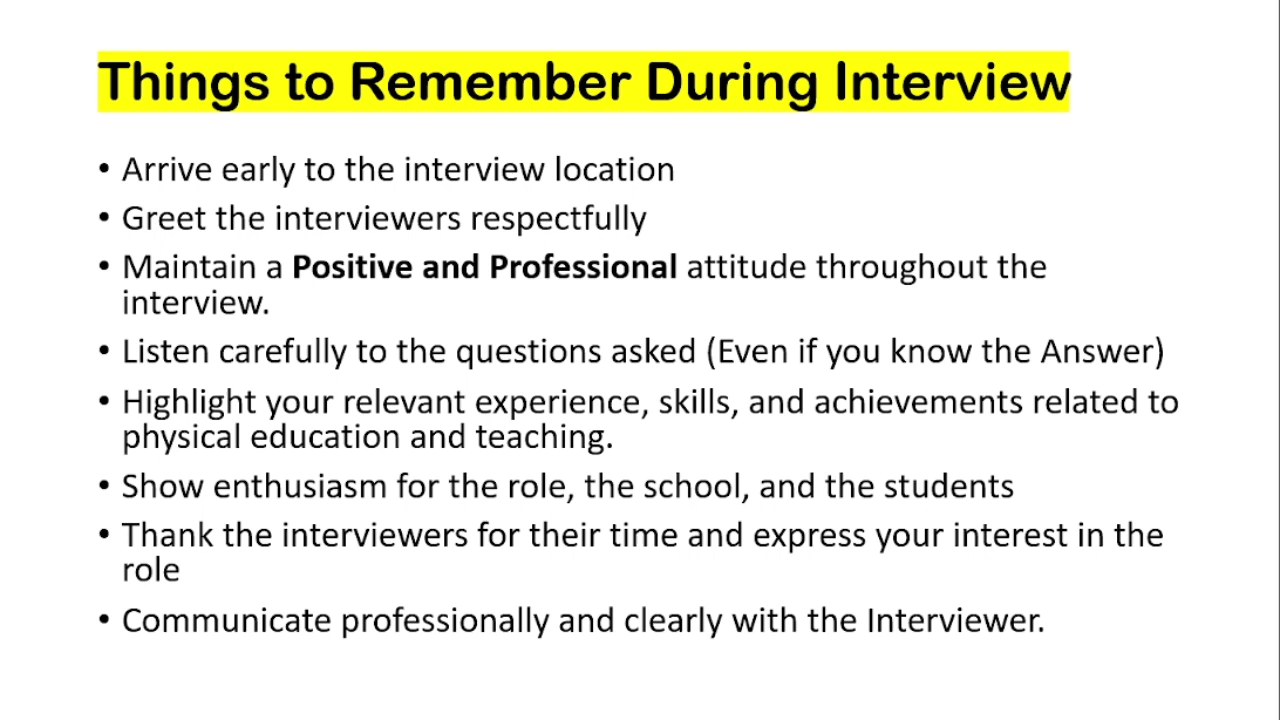 Things to Remember During Interview
• Arrive early to the interview location
• Greet the interviewers respectfully
• Maintain a Positive and Professional attitude throughout the
interview.
• Listen carefully to the questions asked (Even if you know the Answer)
• Highlight your relevant experience, skills, and achievements related to
physical education and teaching.
• Show enthusiasm for the role, the school, and the students
• Thank the interviewers for their time and express your interest in the
role
• Communicate professionally and clearly with the Interviewer.